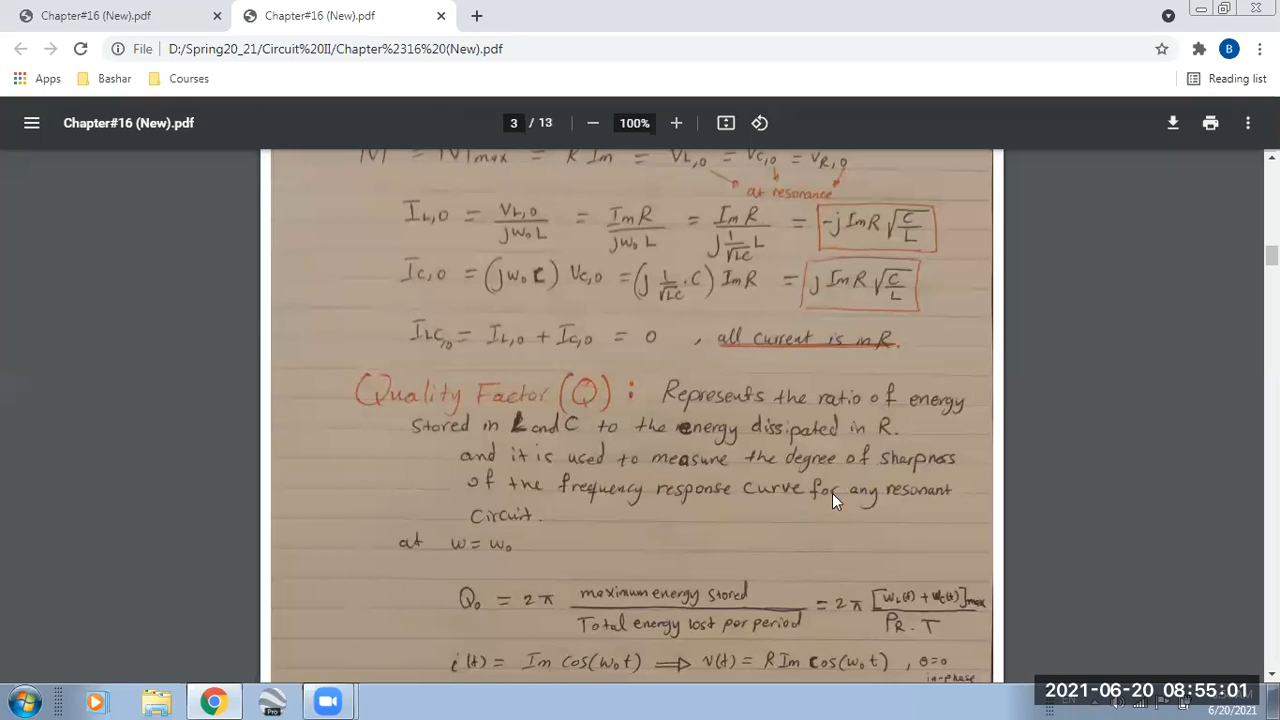 Chapter#16 (New).pdf
Chapter#16 (New).pdf
File D:/Spring20_21/Circuit%20II/Chapter%2316%20(New).pdf
B
Apps Bashar Courses Reading list
Chapter#16 (New).pdf 3 / 13 100%
|V| = |V|max = R Im = VL,0 = VC,0 = VR,0
at resonance
IL,0 = VL,0 / jω₀L = ImR / jω₀L = ImR / j 1/√LC L = -j ImR √C/L
IC,0 = (jω₀C) VC,0 = (j 1/√LC · C) ImR = j ImR √C/L
ILC,0 = IL,0 + IC,0 = 0 , all current is in R.
Quality Factor (Q) : Represents the ratio of energy
stored in L and C to the energy dissipated in R.
and it is used to measure the degree of sharpness
of the frequency response curve for any resonant
circuit.
at ω = ω₀
Q₀ = 2π maximum energy stored / Total energy lost per period = 2π [wL(t) + wC(t)]max / PR · T
i(t) = Im cos(ω₀t) ⟹ v(t) = R Im cos(ω₀t) , θ=0
in-phase
2021-06-20 08:55:01
Pro
6/20/2021